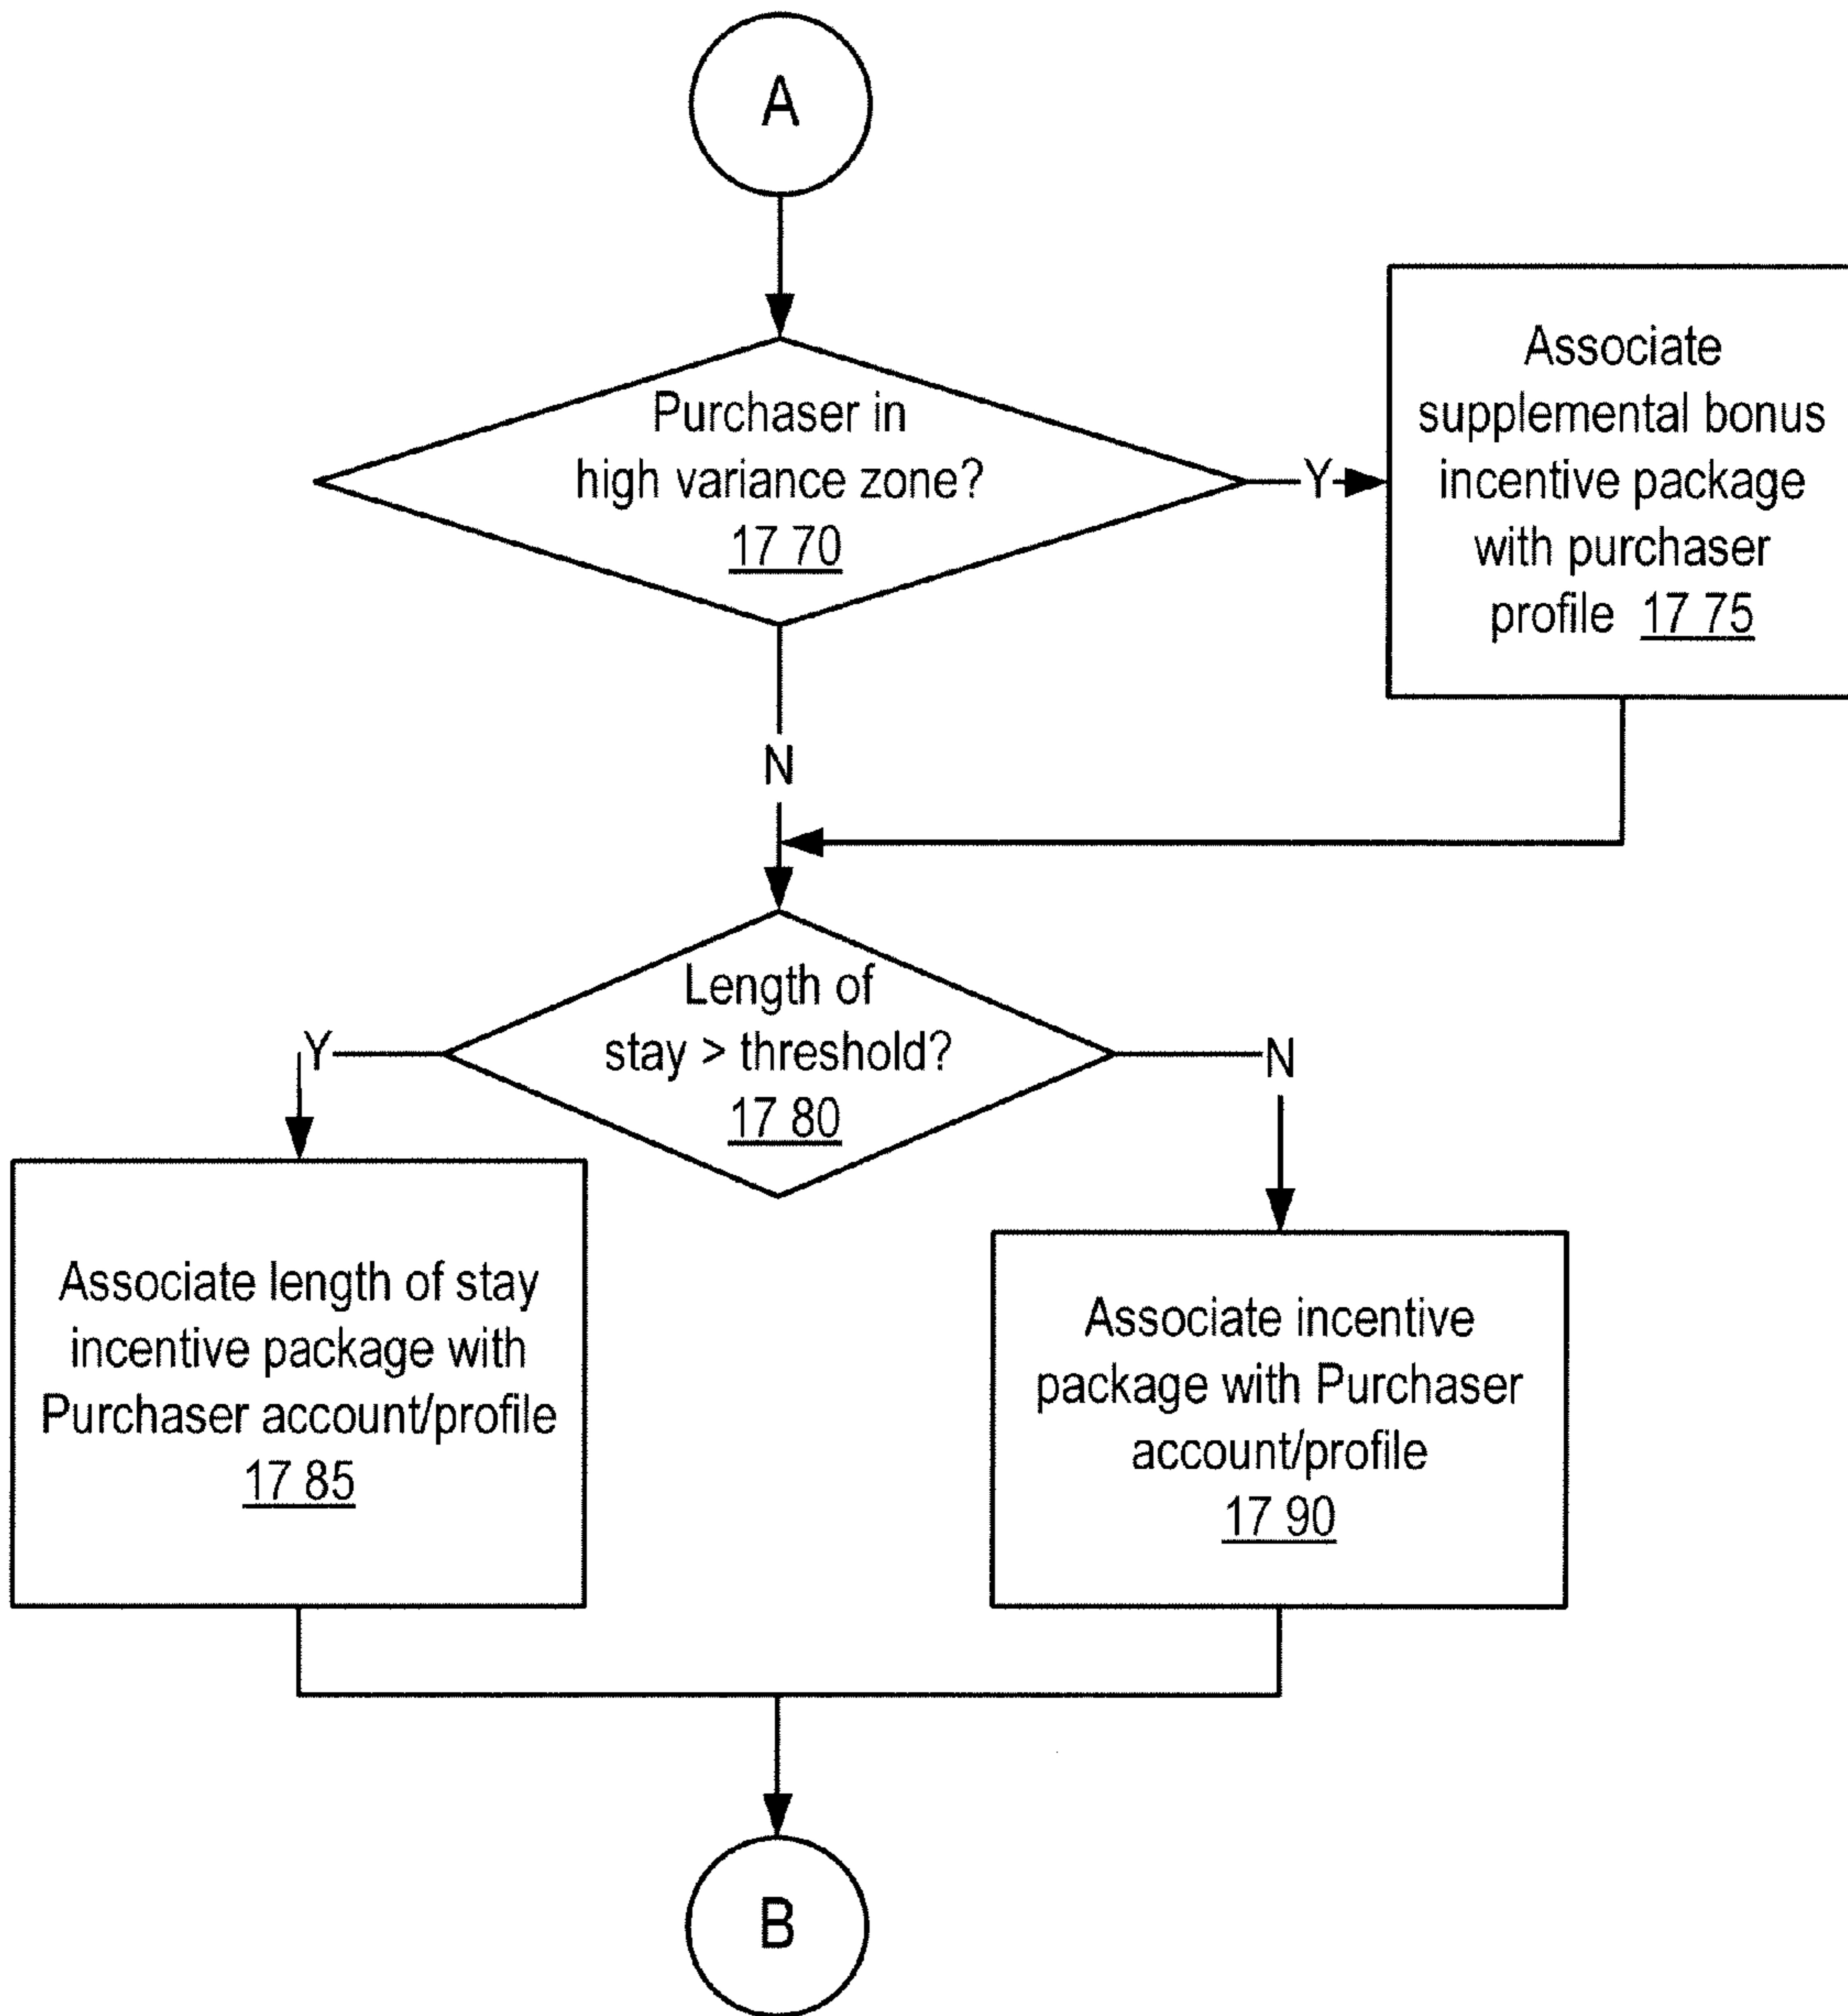 A
Purchaser in
high variance zone?
17 70
Y
Associate
supplemental bonus
incentive package
with purchaser
profile 17 75
N
Length of
stay > threshold?
17 80
Y
N
Associate length of stay
incentive package with
Purchaser account/profile
17 85
Associate incentive
package with Purchaser
account/profile
17 90
B